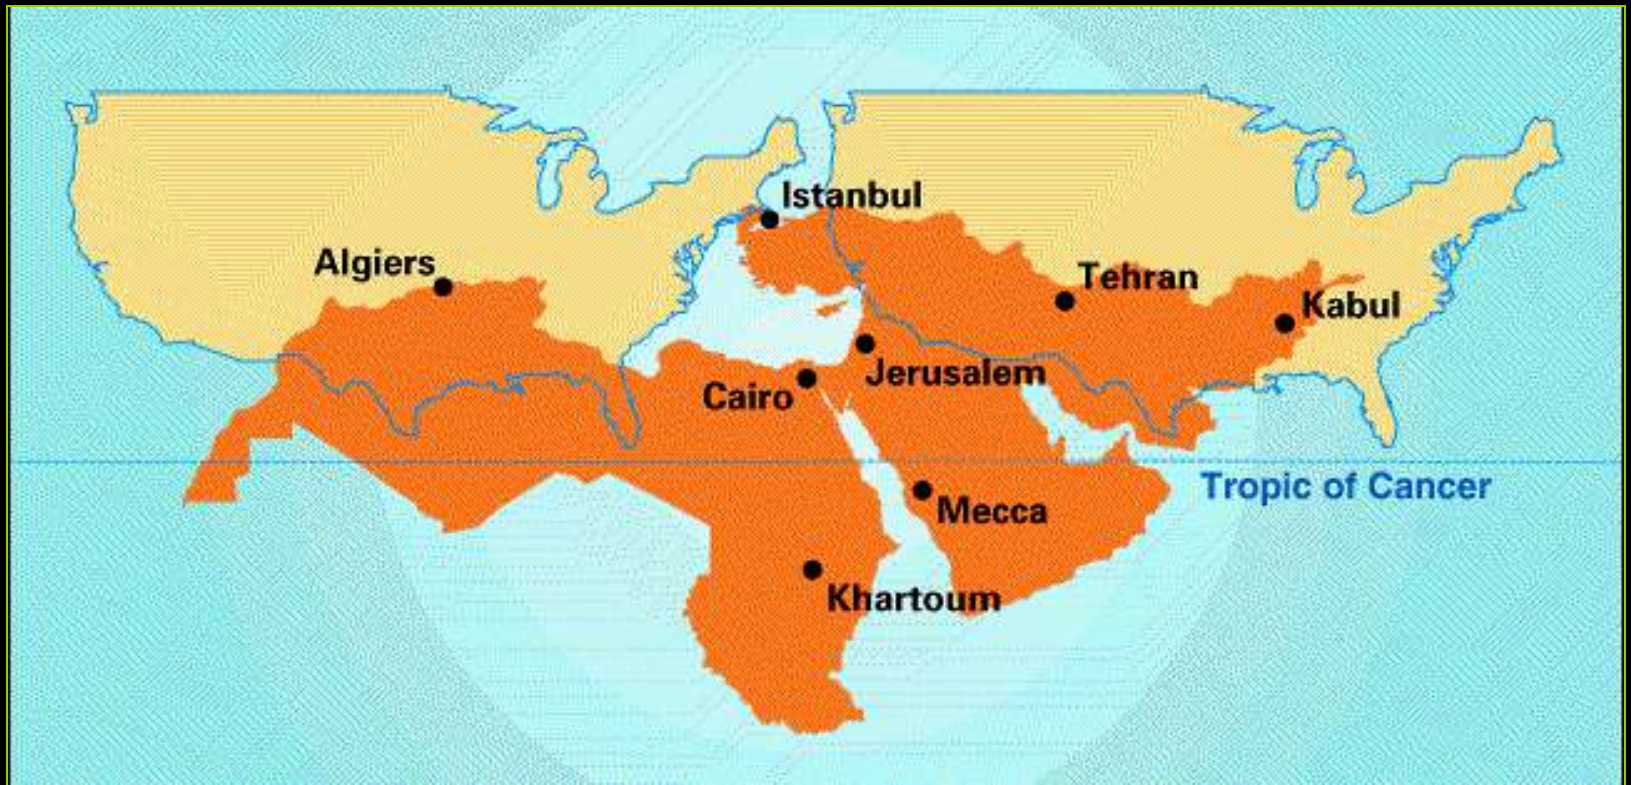 Istanbul
Algiers
Tehran
Kabul
Jerusalem
Cairo
Tropic of Cancer
Mecca
Khartoum